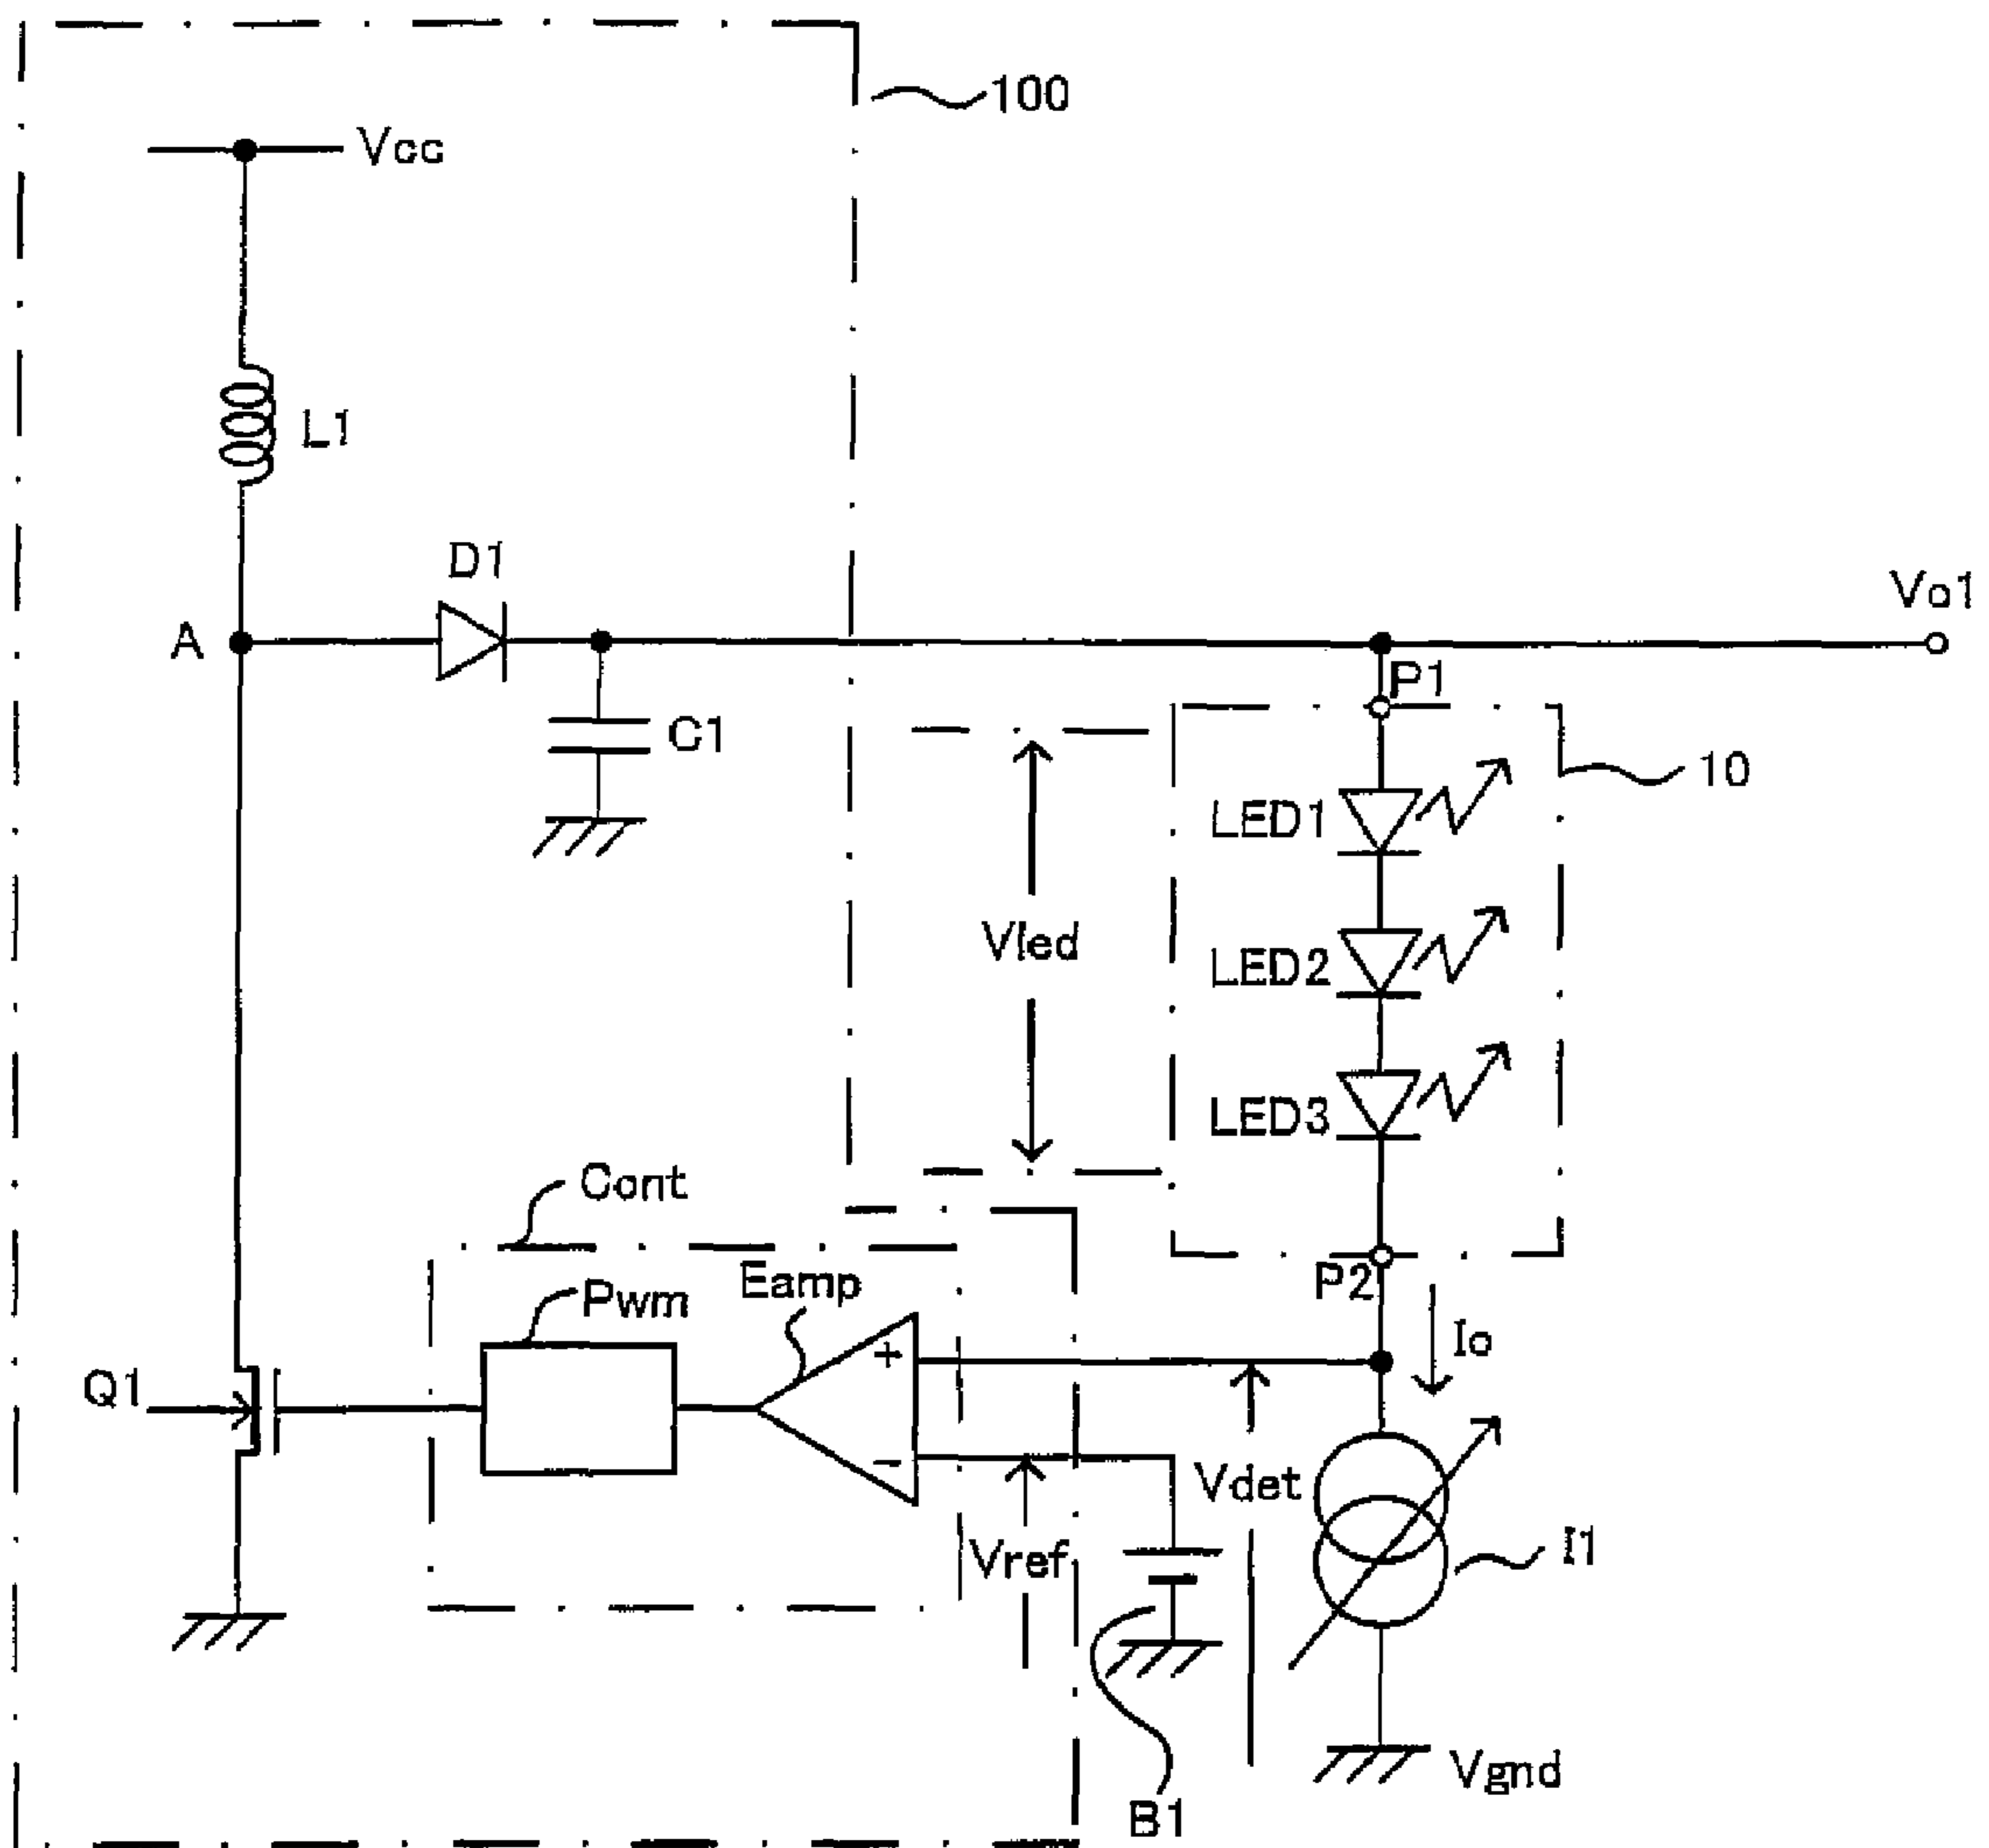 100
Vcc
L1
D1
Vo1
A
P1
C1
10
LED1
Vled
LED2
LED3
Cont
P2
Eamp
Pwm
Io
+
Q1
−
Vdet
I1
Vref
Vgnd
B1